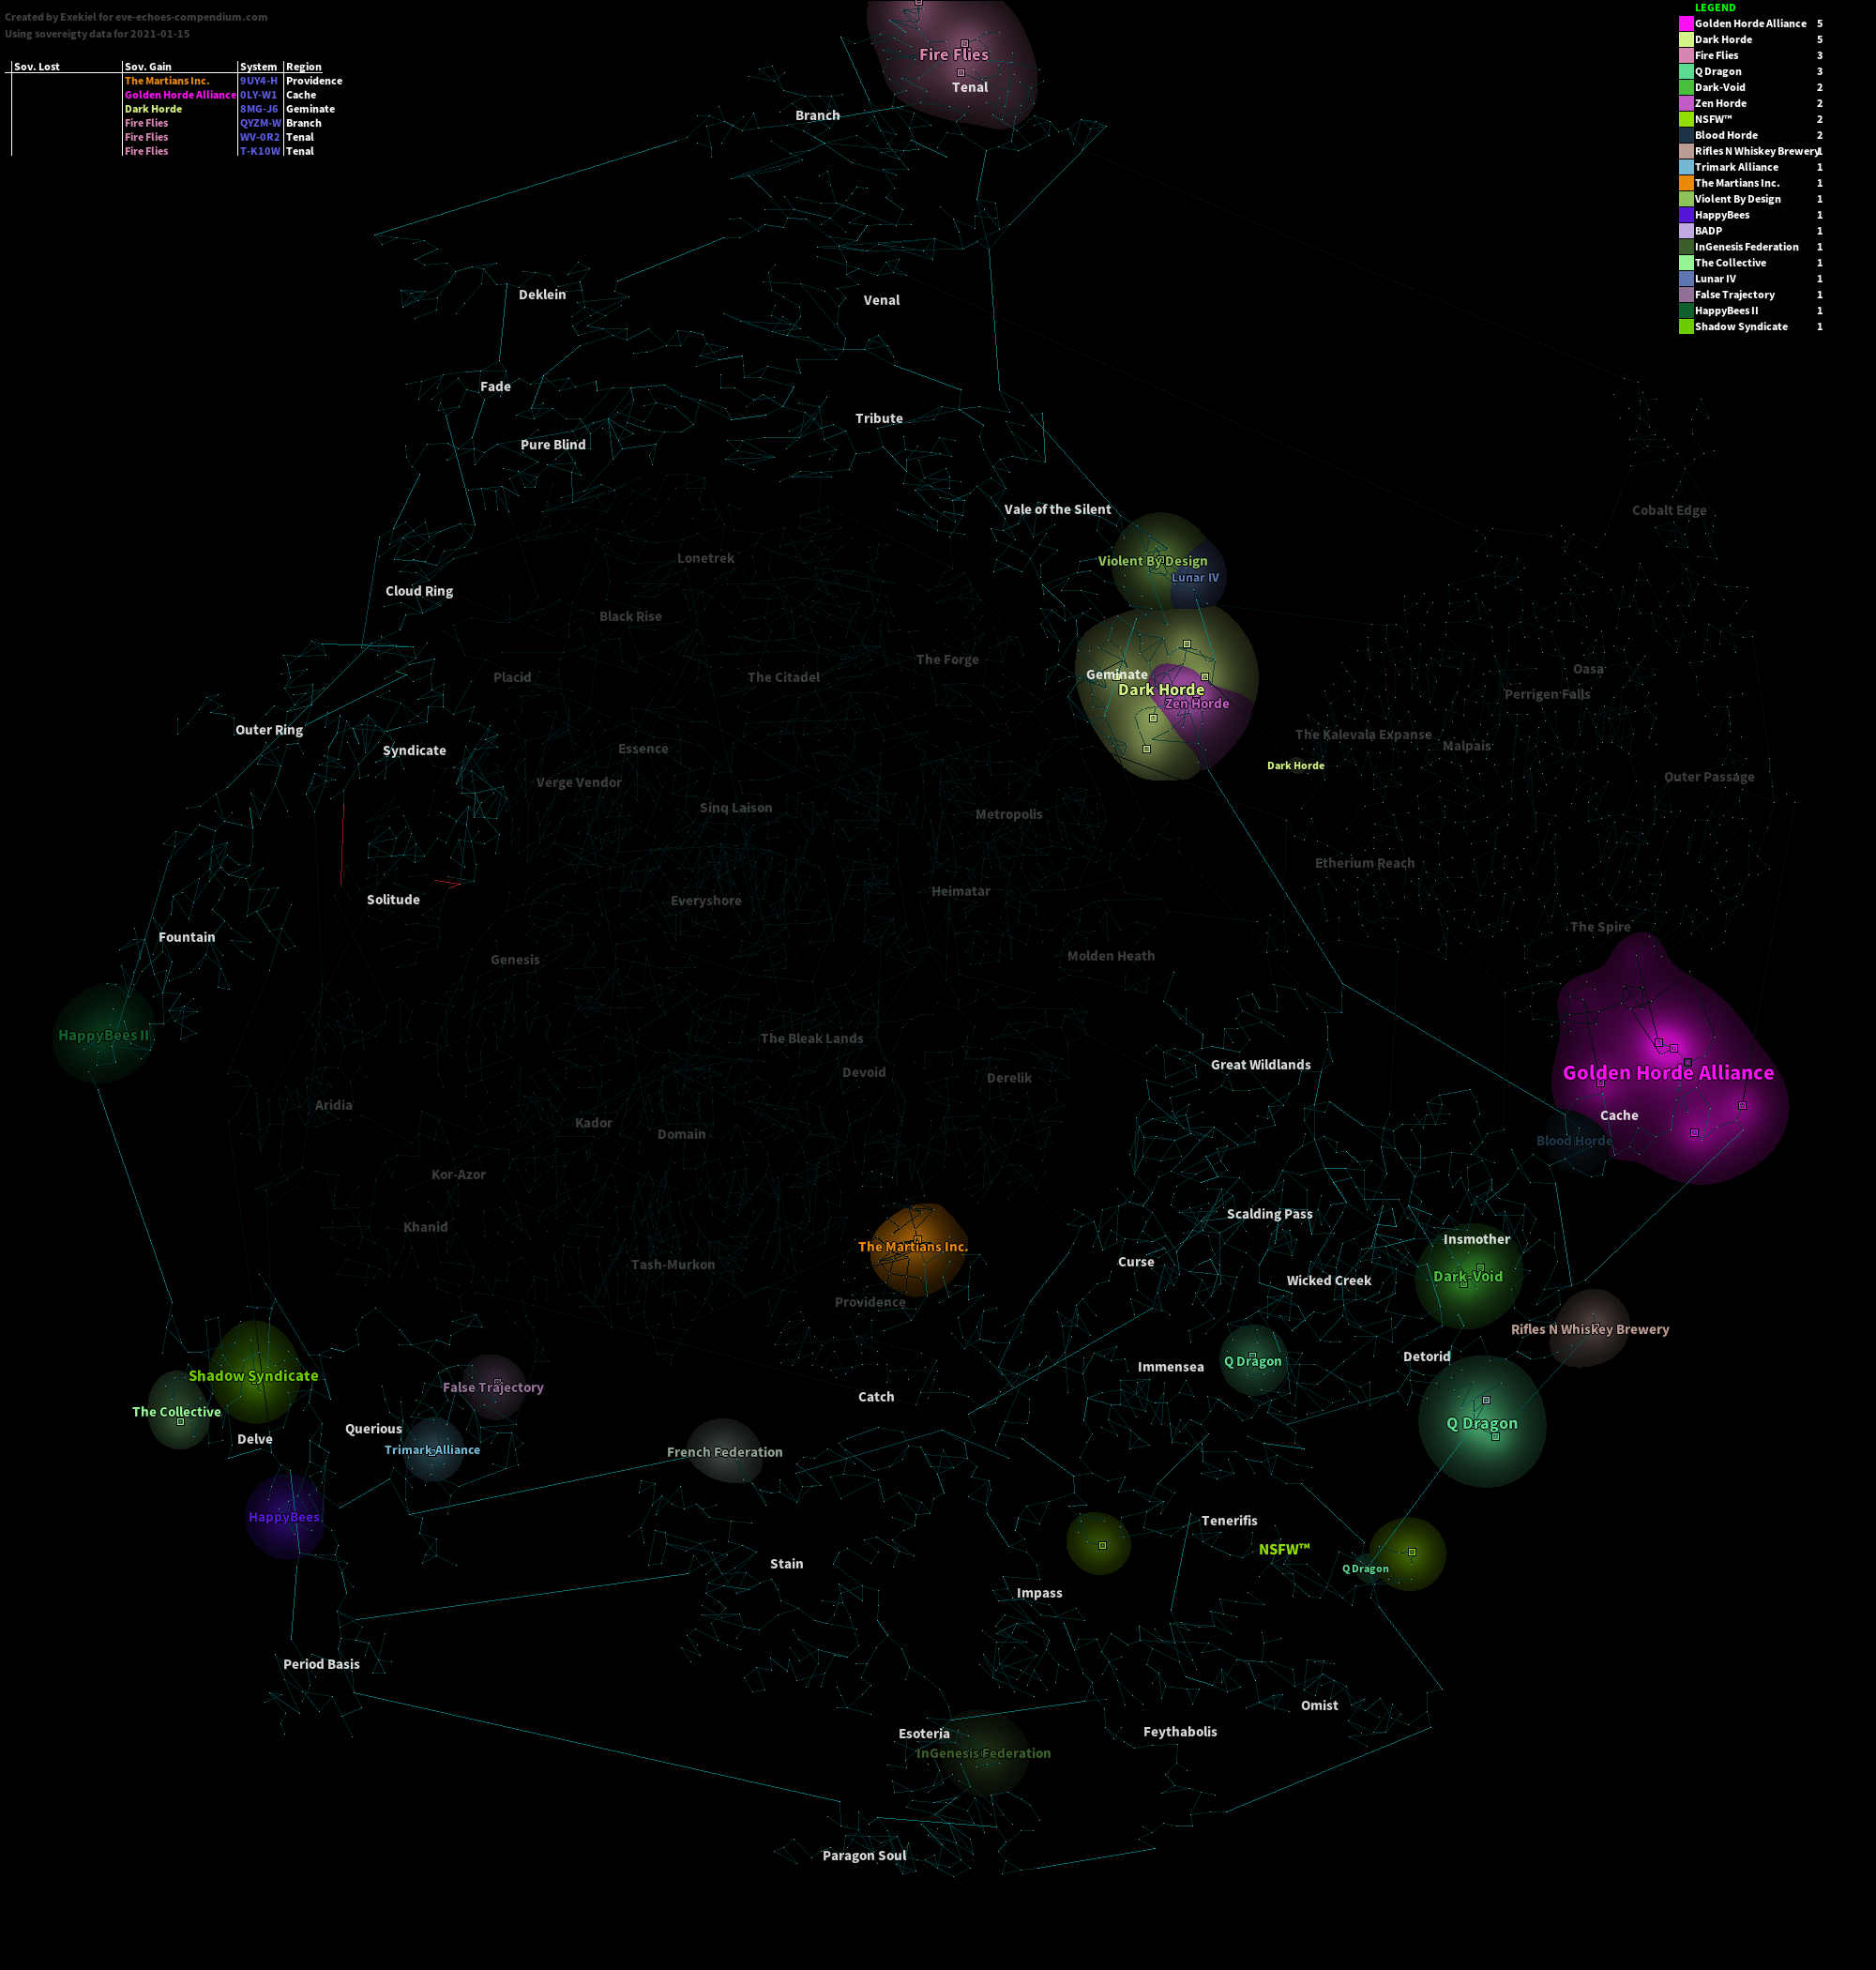 Created by Exekiel for eve-echoes-compendium.com
Using sovereigty data for 2021-01-15
Sov. Lost Sov. Gain System Region
The Martians Inc. 9UY4-H Providence
Golden Horde Alliance 0LY-W1 Cache
Dark Horde 8MG-J6 Geminate
Fire Flies QYZM-W Branch
Fire Flies WV-0R2 Tenal
Fire Flies T-K10W Tenal
LEGEND
Golden Horde Alliance 5
Dark Horde 5
Fire Flies 3
Q Dragon 3
Dark-Void 2
Zen Horde 2
NSFW™ 2
Blood Horde 2
Rifles N Whiskey Brewery 1
Trimark Alliance 1
The Martians Inc. 1
Violent By Design 1
HappyBees 1
BADP 1
InGenesis Federation 1
The Collective 1
Lunar IV 1
False Trajectory 1
HappyBees II 1
Shadow Syndicate 1
Fire Flies
Tenal
Branch
Deklein
Venal
Fade
Tribute
Pure Blind
Vale of the Silent
Cobalt Edge
Lonetrek
Violent By Design
Lunar IV
Cloud Ring
Black Rise
The Forge
Oasa
Placid
The Citadel
Geminate
Dark Horde
Zen Horde
Perrigen Falls
Outer Ring
The Kalevala Expanse
Malpais
Syndicate
Essence
Dark Horde
Outer Passage
Verge Vendor
Sinq Laison
Metropolis
Etherium Reach
Heimatar
Solitude
Everyshore
The Spire
Fountain
Genesis
Molden Heath
HappyBees II
The Bleak Lands
Great Wildlands
Devoid
Derelik
Golden Horde Alliance
Aridia
Cache
Kador
Domain
Blood Horde
Kor-Azor
Scalding Pass
Khanid
The Martians Inc.
Insmother
Curse
Tash-Murkon
Wicked Creek
Dark-Void
Providence
Rifles N Whiskey Brewery
Detorid
Q Dragon
Immensea
Shadow Syndicate
False Trajectory
Catch
The Collective
Q Dragon
Querious
Delve
Trimark Alliance
French Federation
HappyBees
Tenerifis
NSFW™
Stain
Q Dragon
Impass
Period Basis
Omist
Esoteria
Feythabolis
InGenesis Federation
Paragon Soul